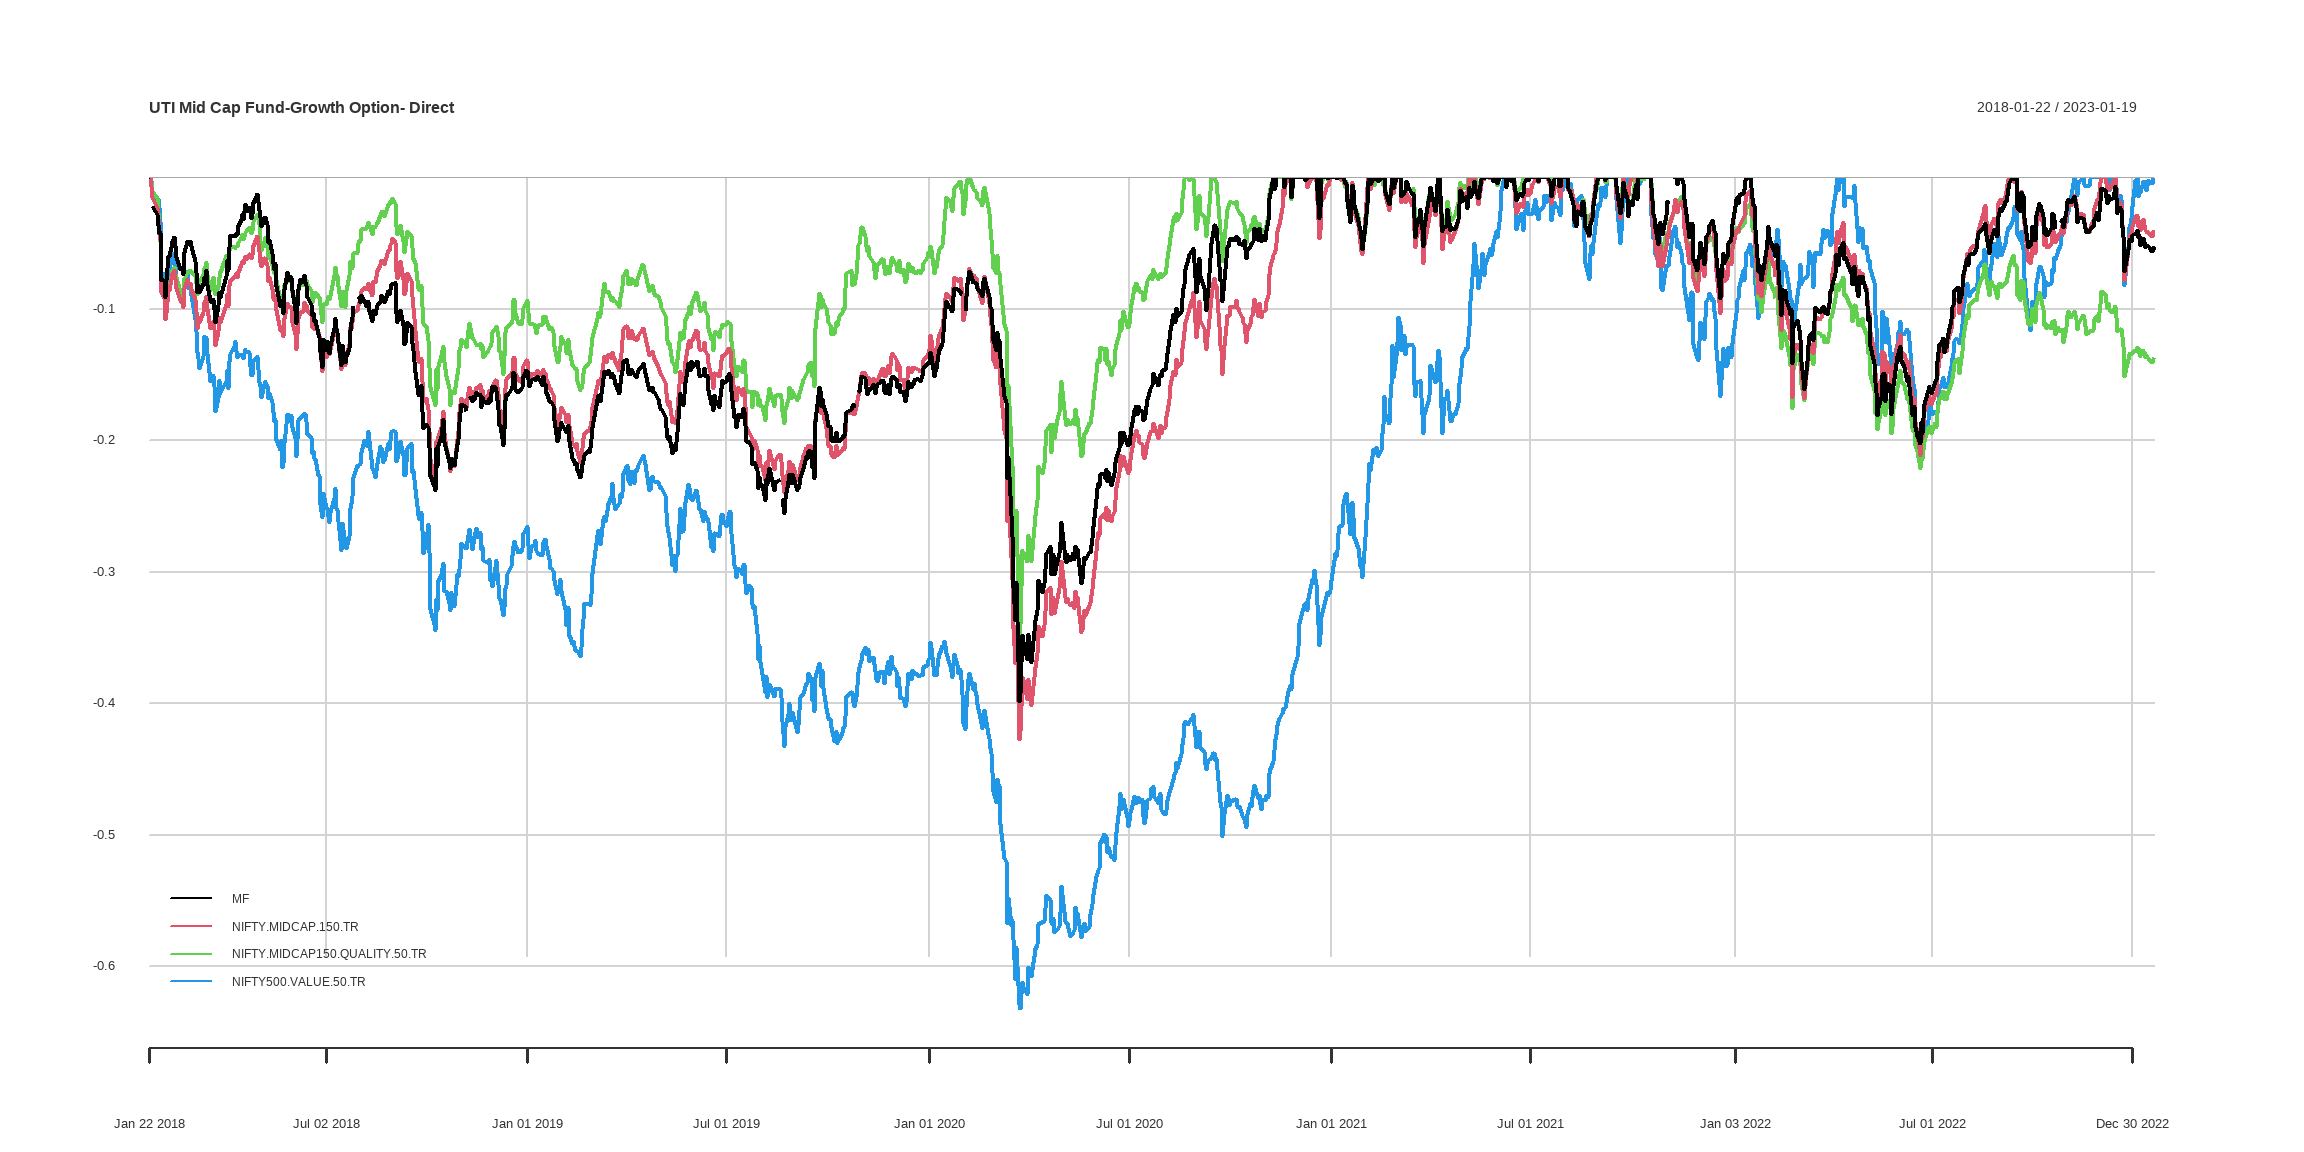 UTI Mid Cap Fund-Growth Option- Direct
2018-01-22 / 2023-01-19
-0.1
-0.2
-0.3
-0.4
-0.5
-0.6
MF
NIFTY.MIDCAP.150.TR
NIFTY.MIDCAP150.QUALITY.50.TR
NIFTY500.VALUE.50.TR
Jan 22 2018 Jul 02 2018 Jan 01 2019 Jul 01 2019 Jan 01 2020 Jul 01 2020 Jan 01 2021 Jul 01 2021 Jan 03 2022 Jul 01 2022 Dec 30 2022